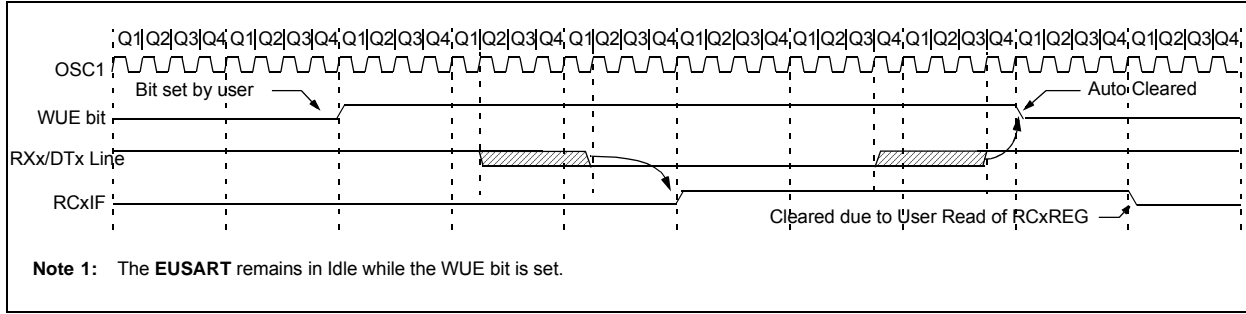 Q1 Q2 Q3 Q4 Q1 Q2 Q3 Q4 Q1 Q2 Q3 Q4 Q1 Q2 Q3 Q4 Q1 Q2 Q3 Q4 Q1 Q2 Q3 Q4 Q1 Q2 Q3 Q4 Q1 Q2 Q3 Q4 Q1 Q2 Q3 Q4 Q1 Q2 Q3 Q4
OSC1
Bit set by user
Auto Cleared
WUE bit
RXx/DTx Line
RCxIF
Cleared due to User Read of RCxREG
Note 1: The EUSART remains in Idle while the WUE bit is set.